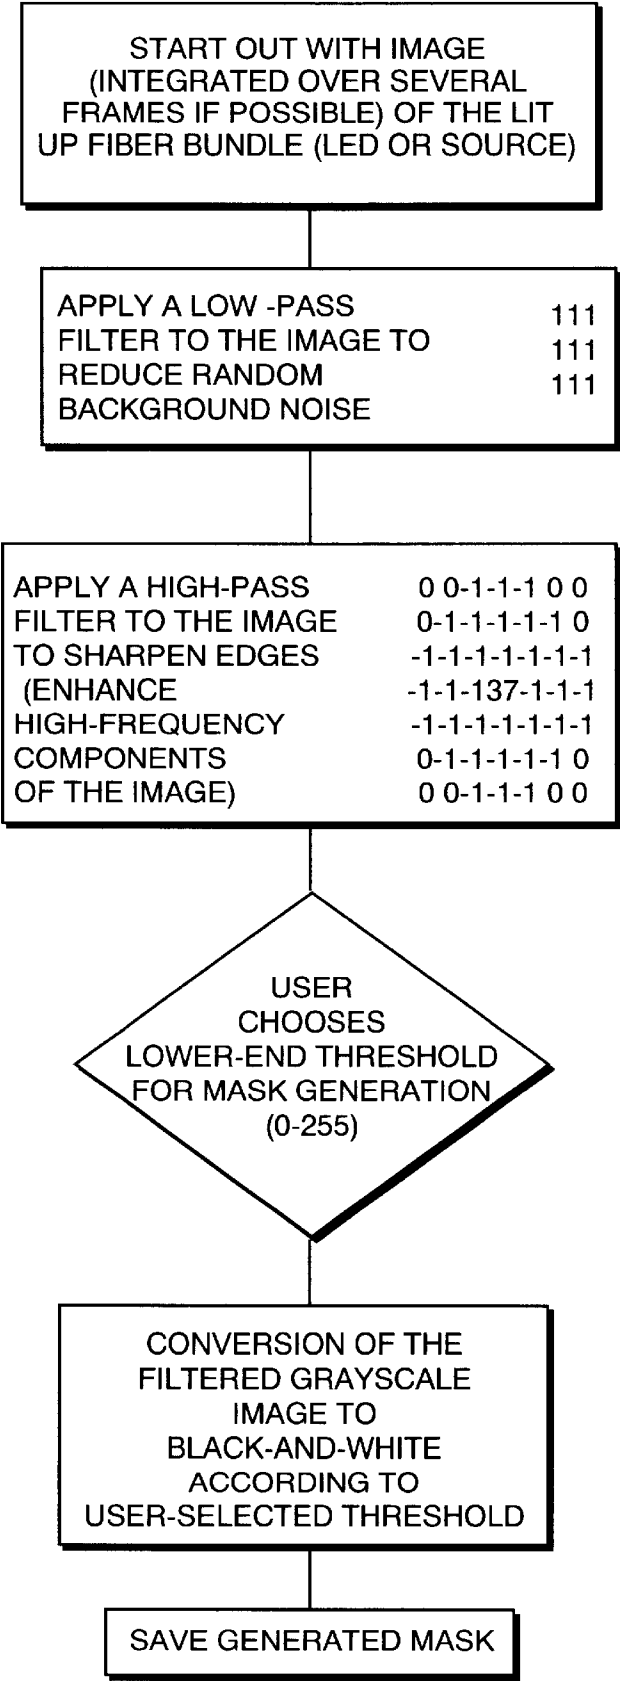 START OUT WITH IMAGE
(INTEGRATED OVER SEVERAL
FRAMES IF POSSIBLE) OF THE LIT
UP FIBER BUNDLE (LED OR SOURCE)
APPLY A LOW -PASS
FILTER TO THE IMAGE TO
REDUCE RANDOM
BACKGROUND NOISE
111
111
111
APPLY A HIGH-PASS
FILTER TO THE IMAGE
TO SHARPEN EDGES
(ENHANCE
HIGH-FREQUENCY
COMPONENTS
OF THE IMAGE)
0 0-1-1-1 0 0
0-1-1-1-1-1 0
-1-1-1-1-1-1-1
-1-1-137-1-1-1
-1-1-1-1-1-1-1
0-1-1-1-1-1 0
0 0-1-1-1 0 0
USER
CHOOSES
LOWER-END THRESHOLD
FOR MASK GENERATION
(0-255)
CONVERSION OF THE
FILTERED GRAYSCALE
IMAGE TO
BLACK-AND-WHITE
ACCORDING TO
USER-SELECTED THRESHOLD
SAVE GENERATED MASK